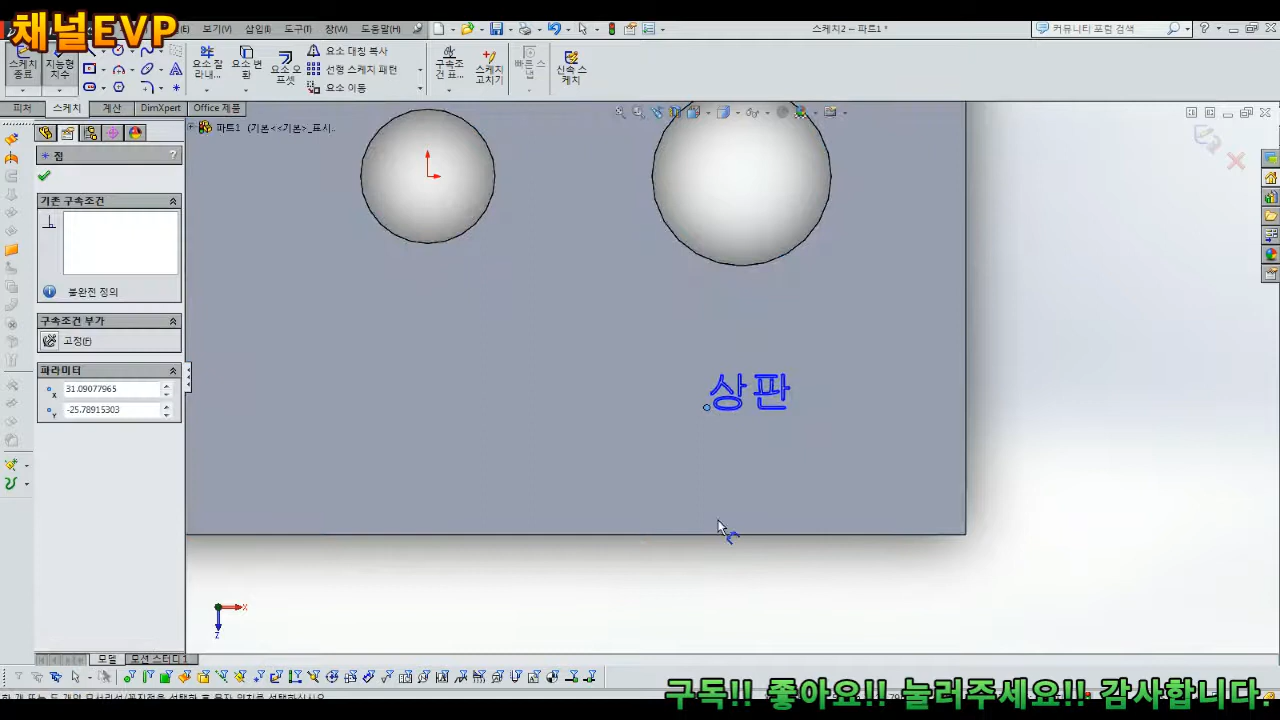 채널EVP
보기(V) 삽입(I) 도구(T) 창(W) 도움말(H)
스케치2 – 파트1 *
커뮤니티 포럼 검색
스케치 종료
지능형 치수
요소 잘라내...
요소 변환
요소 오프셋
요소 대칭 복사
선형 스케치 패턴
요소 이동
구속조건 표...
스케치 고치기
빠른 스냅
신속 스케치
피처 스케치 계산 DimXpert Office 제품
파트1 (기본<<기본>_표시..
점
?
기존 구속조건
불완전 정의
구속조건 부가
고정(F)
파라미터
X 31.09077965
Y -25.78915303
상판
X
Z
모델 모션 스터디 1
구독!! 좋아요!! 눌러주세요!! 감사합니다.